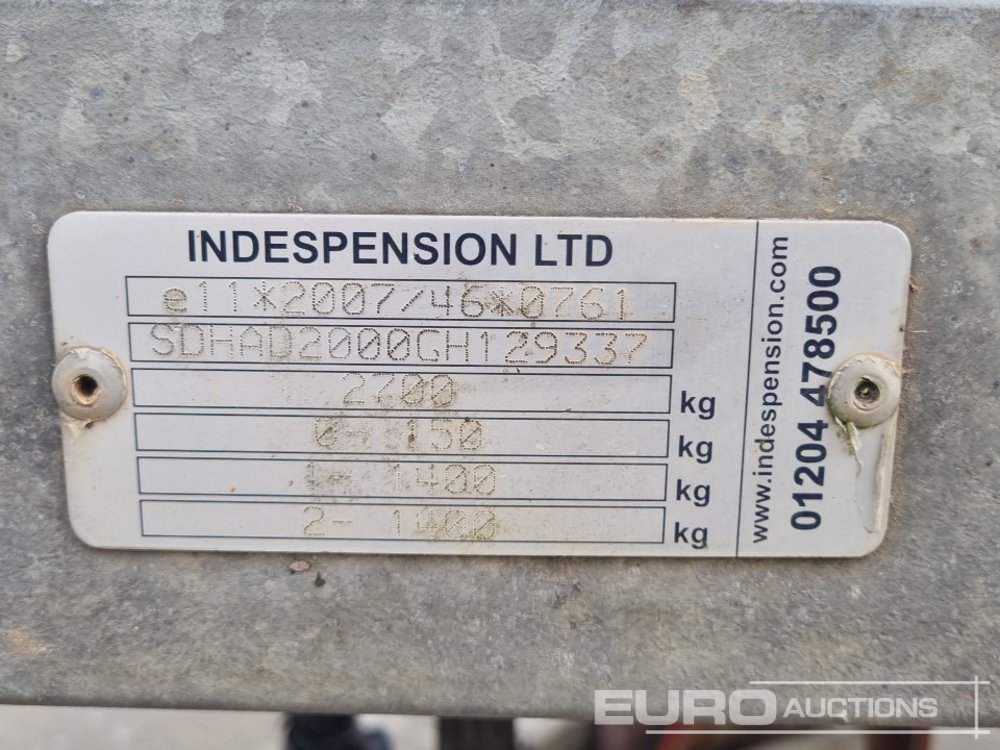 INDESPENSION LTD
e11*2007/46*0761
SDHAD2000GH129337
2700 kg
0- 150 kg
1- 1400 kg
2- 1400 kg
www.indespension.com
01204 478500
EURO AUCTIONS